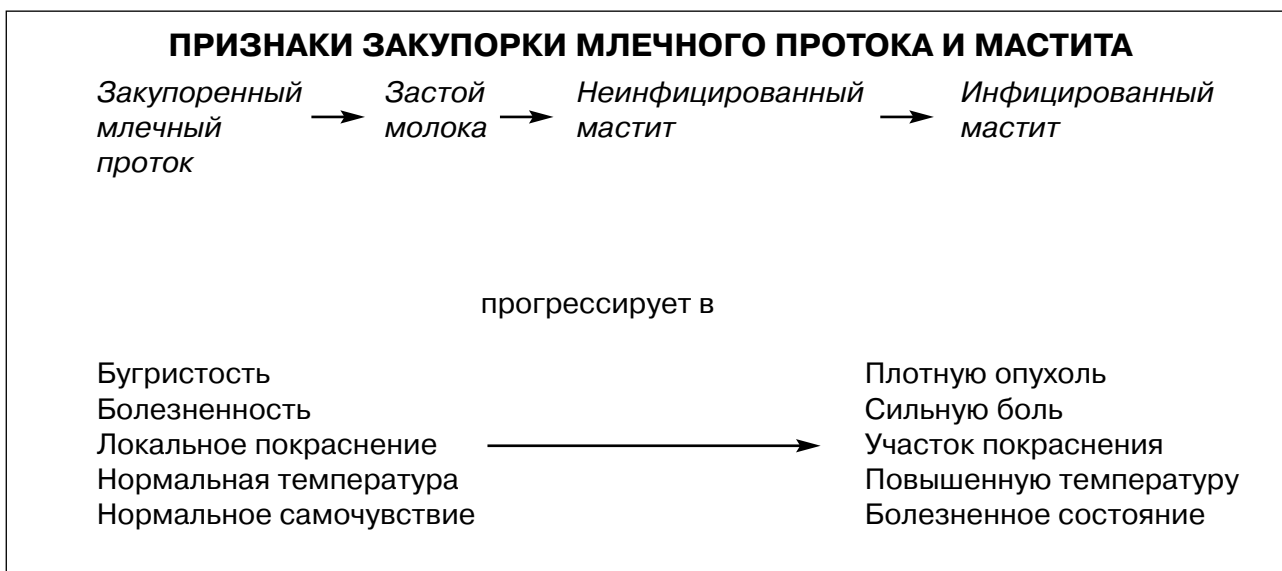 ПРИЗНАКИ ЗАКУПОРКИ МЛЕЧНОГО ПРОТОКА И МАСТИТА
Закупоренный млечный проток
Застой молока
Неинфицированный мастит
Инфицированный мастит
прогрессирует в
Бугристость
Болезненность
Локальное покраснение
Нормальная температура
Нормальное самочувствие
Плотную опухоль
Сильную боль
Участок покраснения
Повышенную температуру
Болезненное состояние